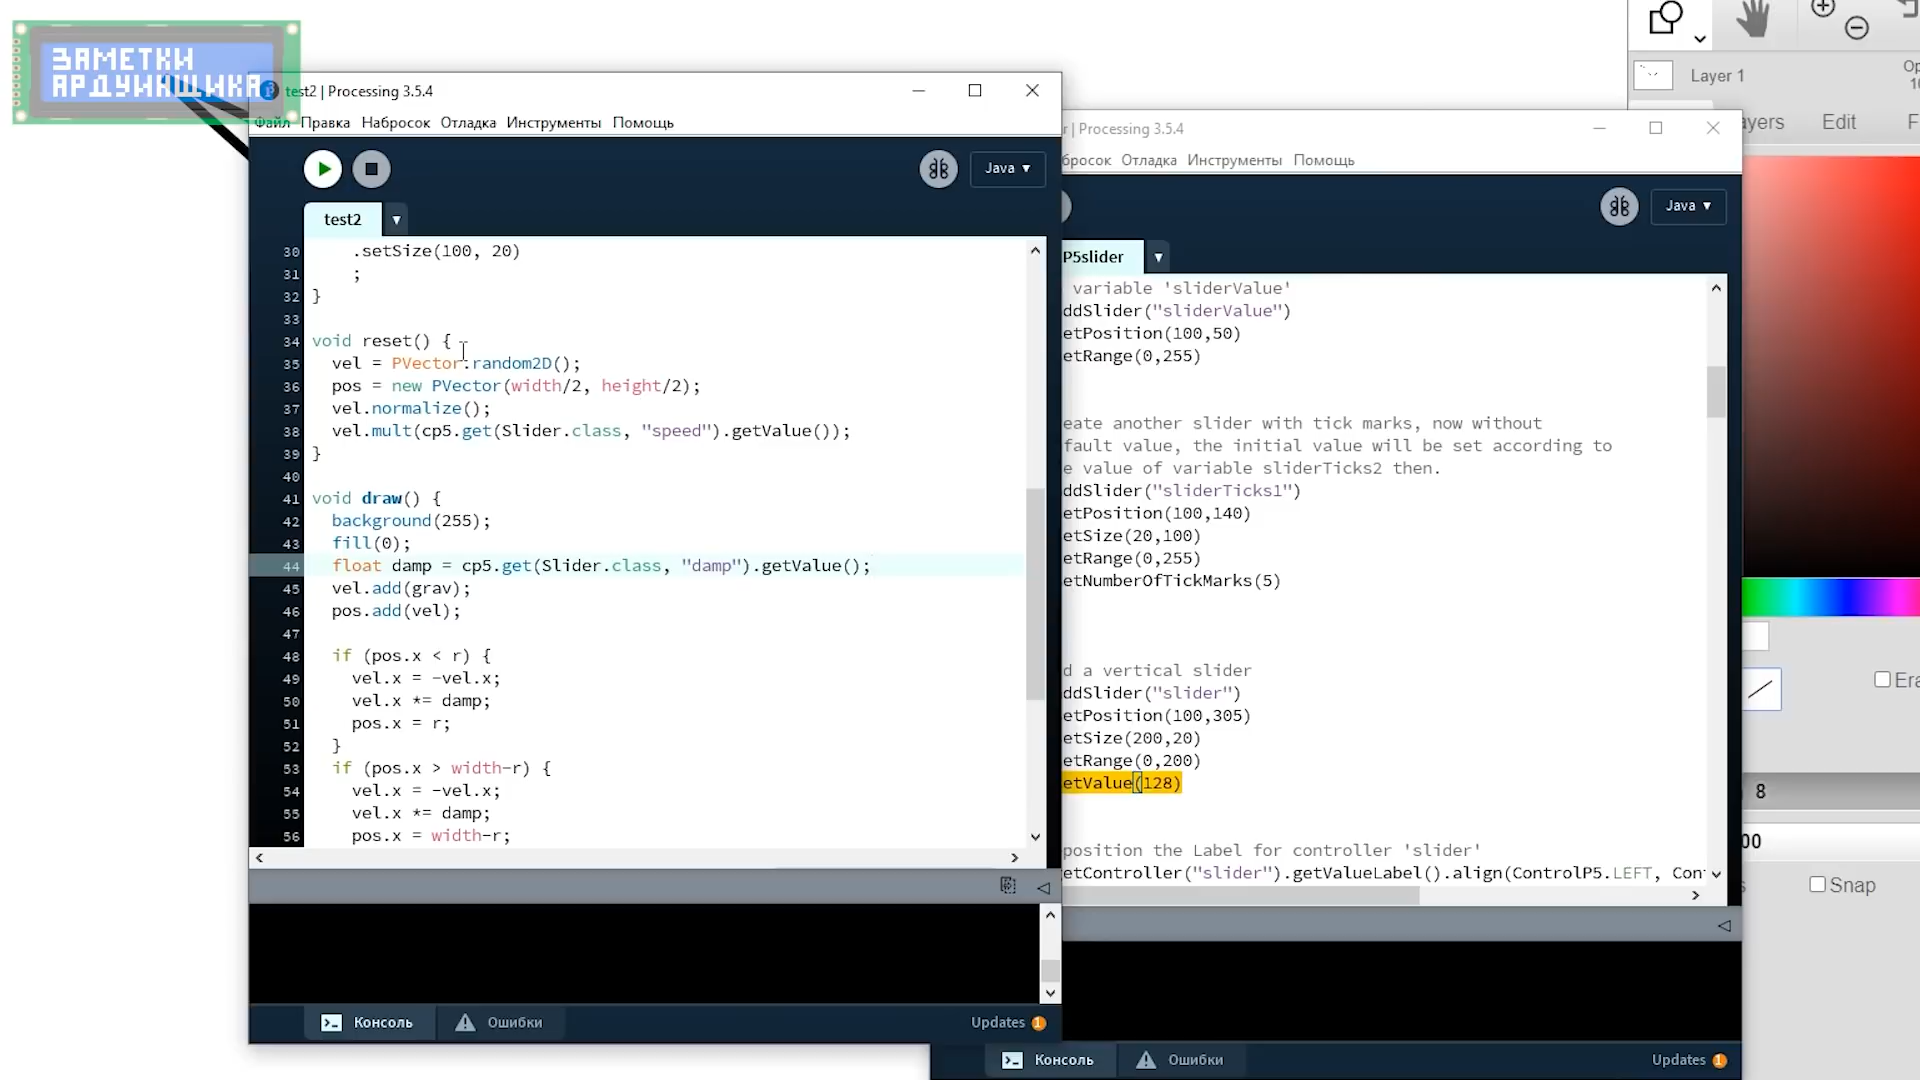 ЗАМЕТКИ
АРДУИНЩИКА
test2 | Processing 3.5.4
Файл Правка Набросок Отладка Инструменты Помощь
Java ▾
test2 ▾
30 .setSize(100, 20)
31 ;
32 }
33
34 void reset() {
35 vel = PVector.random2D();
36 pos = new PVector(width/2, height/2);
37 vel.normalize();
38 vel.mult(cp5.get(Slider.class, "speed").getValue());
39 }
40
41 void draw() {
42 background(255);
43 fill(0);
44 float damp = cp5.get(Slider.class, "damp").getValue();
45 vel.add(grav);
46 pos.add(vel);
47
48 if (pos.x < r) {
49 vel.x = -vel.x;
50 vel.x *= damp;
51 pos.x = r;
52 }
53 if (pos.x > width-r) {
54 vel.x = -vel.x;
55 vel.x *= damp;
56 pos.x = width-r;
Консоль Ошибки Updates 1
r | Processing 3.5.4
бросок Отладка Инструменты Помощь
Java ▾
P5slider ▾
variable 'sliderValue'
ddSlider("sliderValue")
etPosition(100,50)
etRange(0,255)
eate another slider with tick marks, now without
fault value, the initial value will be set according to
e value of variable sliderTicks2 then.
ddSlider("sliderTicks1")
etPosition(100,140)
etSize(20,100)
etRange(0,255)
etNumberOfTickMarks(5)
d a vertical slider
ddSlider("slider")
etPosition(100,305)
etSize(200,20)
etRange(0,200)
etValue(128)
position the Label for controller 'slider'
etController("slider").getValueLabel().align(ControlP5.LEFT, Con
Консоль Ошибки Updates 1
Layer 1
Op
10
ayers Edit F
Era
8
00
s Snap